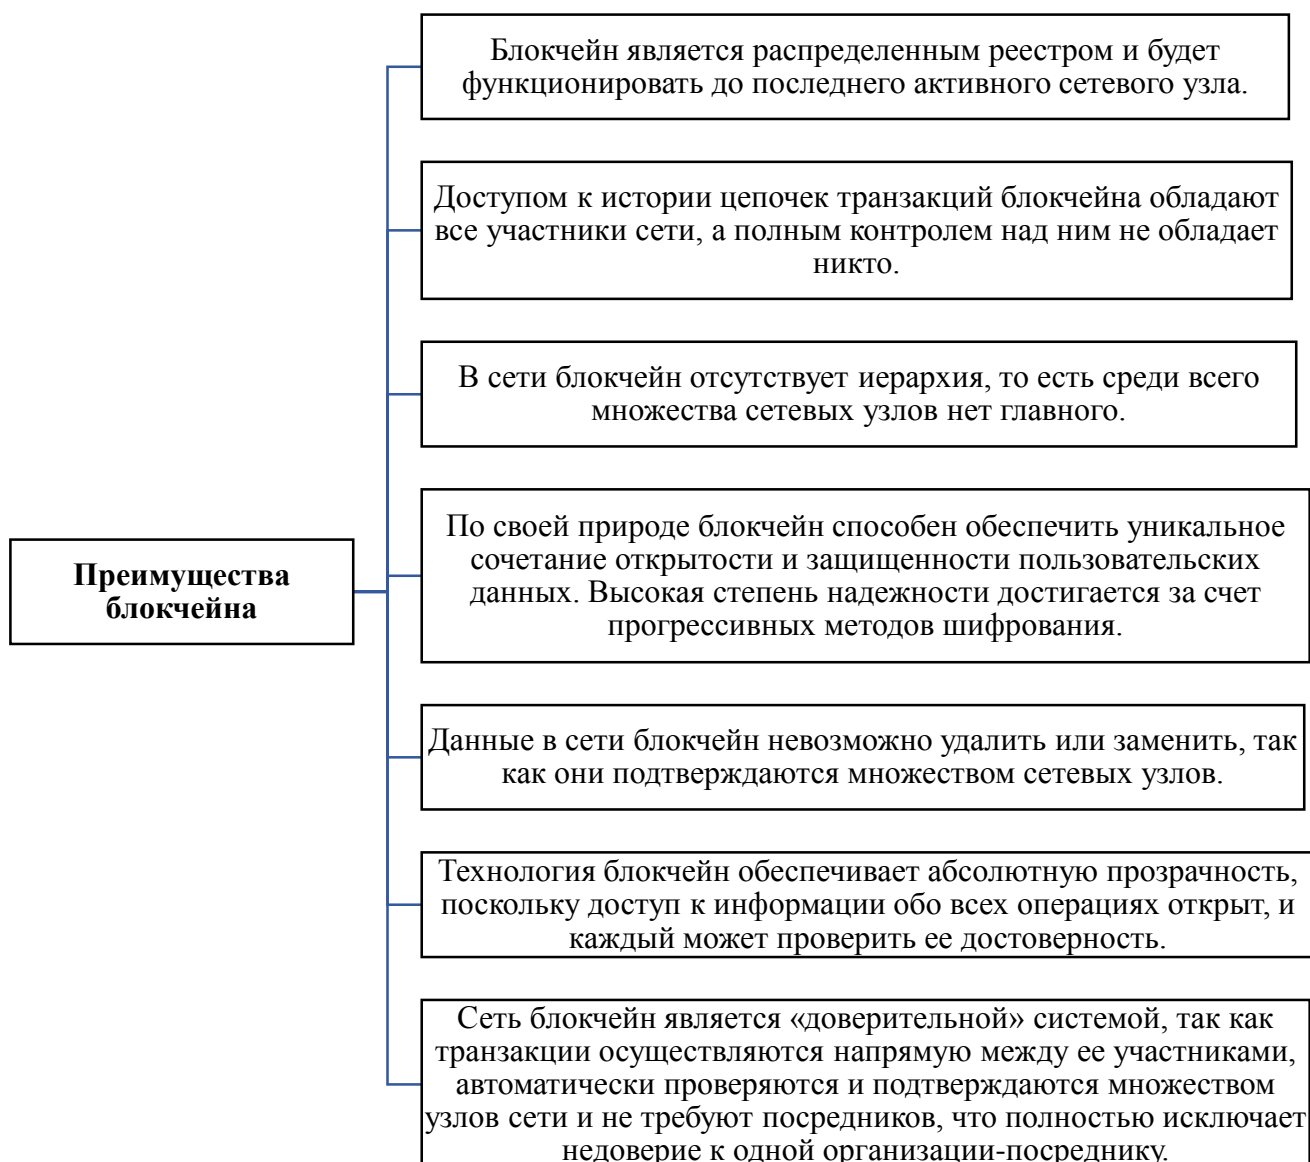 Блокчейн является распределенным реестром и будет
функционировать до последнего активного сетевого узла.
Доступом к истории цепочек транзакций блокчейна обладают
все участники сети, а полным контролем над ним не обладает
никто.
В сети блокчейн отсутствует иерархия, то есть среди всего
множества сетевых узлов нет главного.
По своей природе блокчейн способен обеспечить уникальное
сочетание открытости и защищенности пользовательских
данных. Высокая степень надежности достигается за счет
прогрессивных методов шифрования.
Преимущества
блокчейна
Данные в сети блокчейн невозможно удалить или заменить, так
как они подтверждаются множеством сетевых узлов.
Технология блокчейн обеспечивает абсолютную прозрачность,
поскольку доступ к информации обо всех операциях открыт, и
каждый может проверить ее достоверность.
Сеть блокчейн является «доверительной» системой, так как
транзакции осуществляются напрямую между ее участниками,
автоматически проверяются и подтверждаются множеством
узлов сети и не требуют посредников, что полностью исключает
недоверие к одной организации-посреднику.